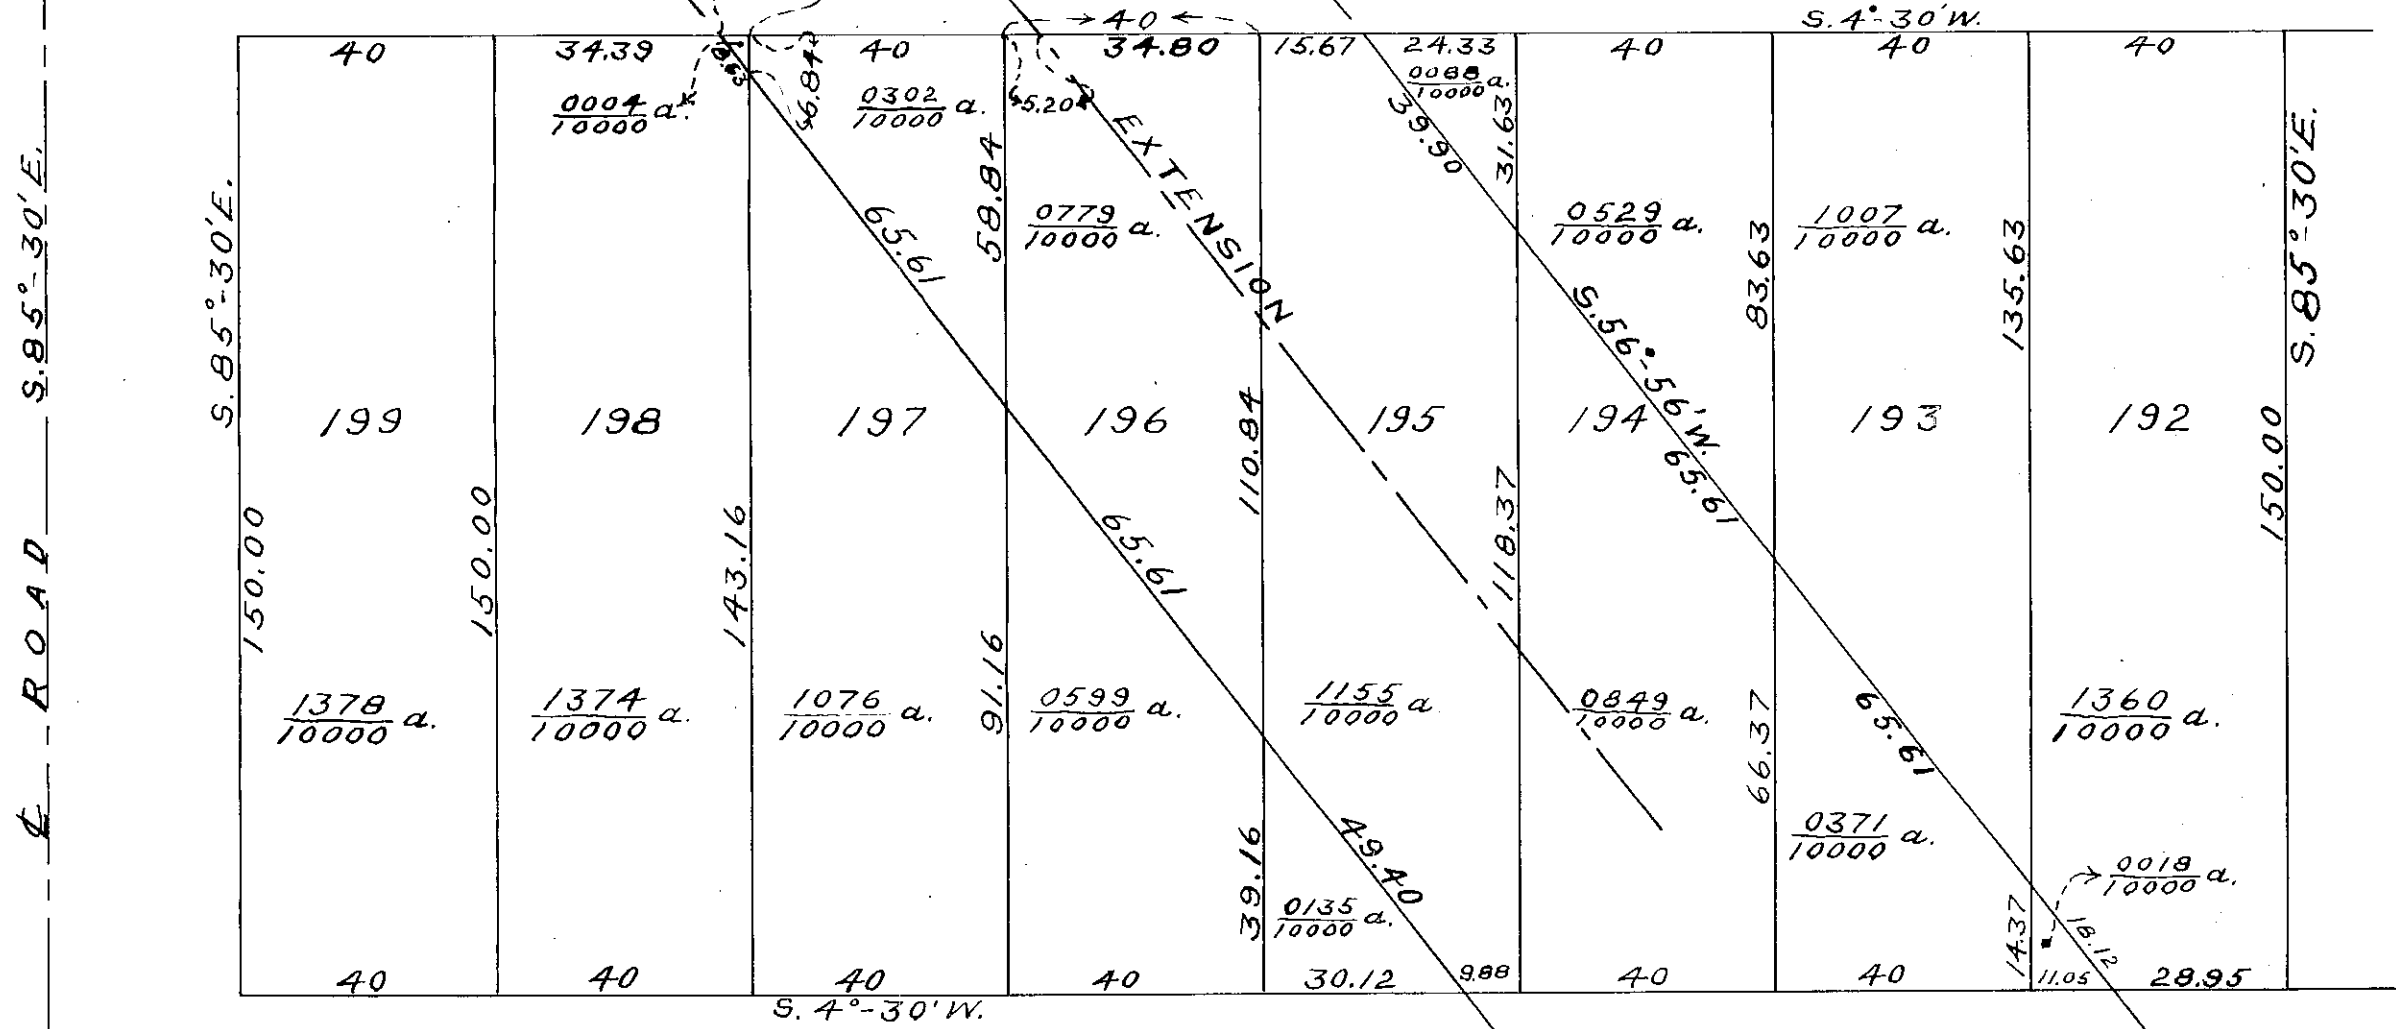 40
S. 4°-30' W.
40
34.39
40
34.80
15.67
24.33
40
40
40
6.84
0004/10000 a.
0302/10000 a.
5.20
0088/10000 a.
39.90
31.63
58.84
EXTENSION
S. 85°-30' E.
S. 85°-30' E.
S. 85°-30' E.
65.61
0779/10000 a.
0529/10000 a.
1007/10000 a.
83.63
135.63
S. 56°-56' W.
199
198
197
196
195
194
193
192
110.84
65.61
150.00
150.00
150.00
143.16
65.61
118.37
℄ ROAD
91.16
66.37
65.61
1378/10000 a.
1374/10000 a.
1076/10000 a.
0599/10000 a.
1155/10000 a
0849/10000 a.
1360/10000 a.
0371/10000 a.
39.16
49.40
0018/10000 a.
0135/10000 a.
14.37
18.12
40
40
40
40
30.12
9.88
40
40
11.05
28.95
S. 4°-30' W.